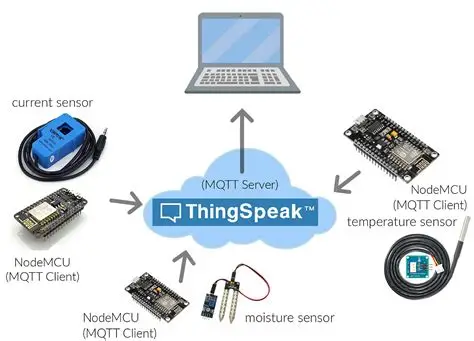 current sensor
(MQTT Server)
ThingSpeak™
NodeMCU
(MQTT Client)
temperature sensor
NodeMCU
(MQTT Client)
NodeMCU
(MQTT Client)
moisture sensor